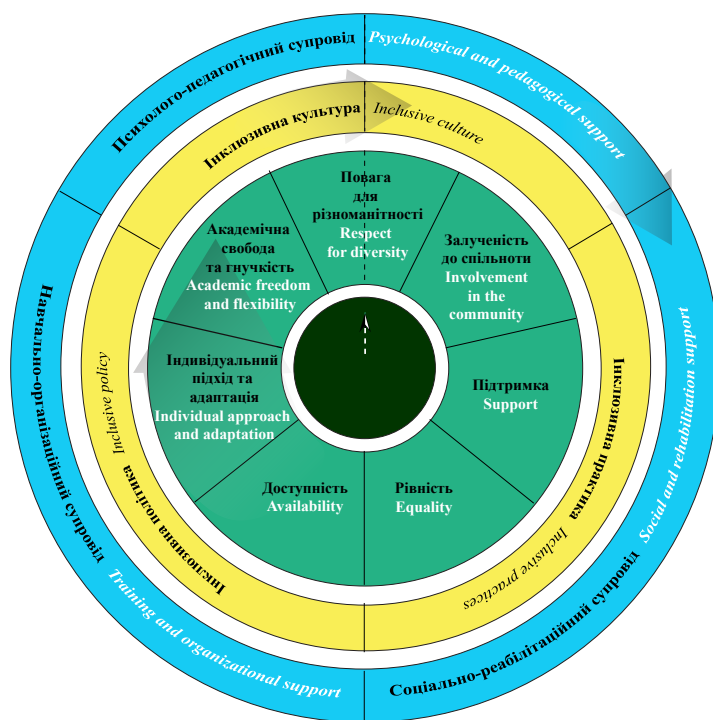 Психолого-педагогічний супровід
Psychological and pedagogical support
Інклюзивна культура
Inclusive culture
Повага
для
різноманітності
Respect
for diversity
Академічна
свобода
та гнучкість
Academic freedom
and flexibility
Залученість
до спільноти
Involvement
in the
community
Індивідуальний
підхід та
адаптація
Individual approach
and adaptation
Підтримка
Support
Доступність
Availability
Рівність
Equality
Інклюзивна політика
Inclusive policy
Інклюзивна практика
Inclusive practices
Навчально-організаційний супровід
Training and organizational support
Соціально-реабілітаційний супровід
Social and rehabilitation support